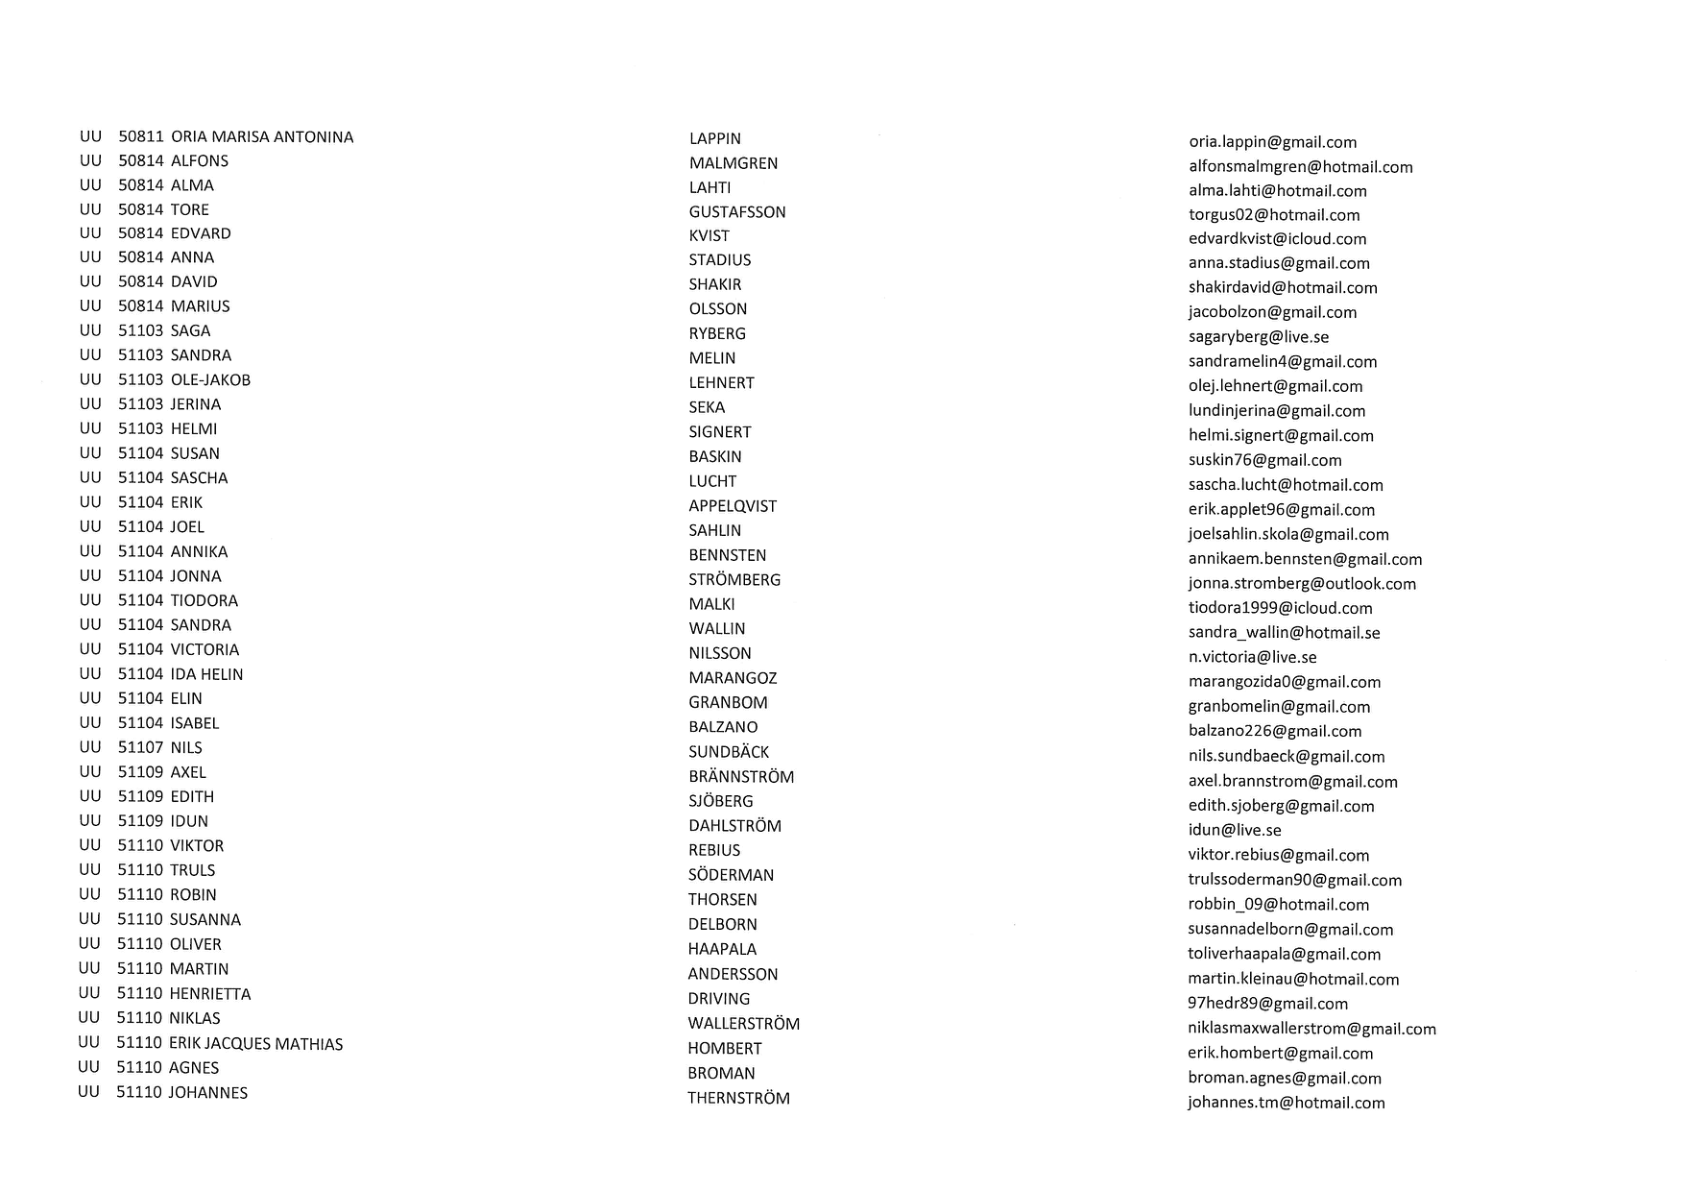 UU 50811 ORIA MARISA ANTONINA LAPPIN oria.lappin@gmail.com
UU 50814 ALFONS MALMGREN alfonsmalmgren@hotmail.com
UU 50814 ALMA LAHTI alma.lahti@hotmail.com
UU 50814 TORE GUSTAFSSON torgus02@hotmail.com
UU 50814 EDVARD KVIST edvardkvist@icloud.com
UU 50814 ANNA STADIUS anna.stadius@gmail.com
UU 50814 DAVID SHAKIR shakirdavid@hotmail.com
UU 50814 MARIUS OLSSON jacobolzon@gmail.com
UU 51103 SAGA RYBERG sagaryberg@live.se
UU 51103 SANDRA MELIN sandramelin4@gmail.com
UU 51103 OLE-JAKOB LEHNERT olej.lehnert@gmail.com
UU 51103 JERINA SEKA lundinjerina@gmail.com
UU 51103 HELMI SIGNERT helmi.signert@gmail.com
UU 51104 SUSAN BASKIN suskin76@gmail.com
UU 51104 SASCHA LUCHT sascha.lucht@hotmail.com
UU 51104 ERIK APPELQVIST erik.applet96@gmail.com
UU 51104 JOEL SAHLIN joelsahlin.skola@gmail.com
UU 51104 ANNIKA BENNSTEN annikaem.bennsten@gmail.com
UU 51104 JONNA STRÖMBERG jonna.stromberg@outlook.com
UU 51104 TIODORA MALKI tiodora1999@icloud.com
UU 51104 SANDRA WALLIN sandra_wallin@hotmail.se
UU 51104 VICTORIA NILSSON n.victoria@live.se
UU 51104 IDA HELIN MARANGOZ marangozida0@gmail.com
UU 51104 ELIN GRANBOM granbomelin@gmail.com
UU 51104 ISABEL BALZANO balzano226@gmail.com
UU 51107 NILS SUNDBÄCK nils.sundbaeck@gmail.com
UU 51109 AXEL BRÄNNSTRÖM axel.brannstrom@gmail.com
UU 51109 EDITH SJÖBERG edith.sjoberg@gmail.com
UU 51109 IDUN DAHLSTRÖM idun@live.se
UU 51110 VIKTOR REBIUS viktor.rebius@gmail.com
UU 51110 TRULS SÖDERMAN trulssoderman90@gmail.com
UU 51110 ROBIN THORSEN robbin_09@hotmail.com
UU 51110 SUSANNA DELBORN susannadelborn@gmail.com
UU 51110 OLIVER HAAPALA toliverhaapala@gmail.com
UU 51110 MARTIN ANDERSSON martin.kleinau@hotmail.com
UU 51110 HENRIETTA DRIVING 97hedr89@gmail.com
UU 51110 NIKLAS WALLERSTRÖM niklasmaxwallerstrom@gmail.com
UU 51110 ERIK JACQUES MATHIAS HOMBERT erik.hombert@gmail.com
UU 51110 AGNES BROMAN broman.agnes@gmail.com
UU 51110 JOHANNES THERNSTRÖM johannes.tm@hotmail.com